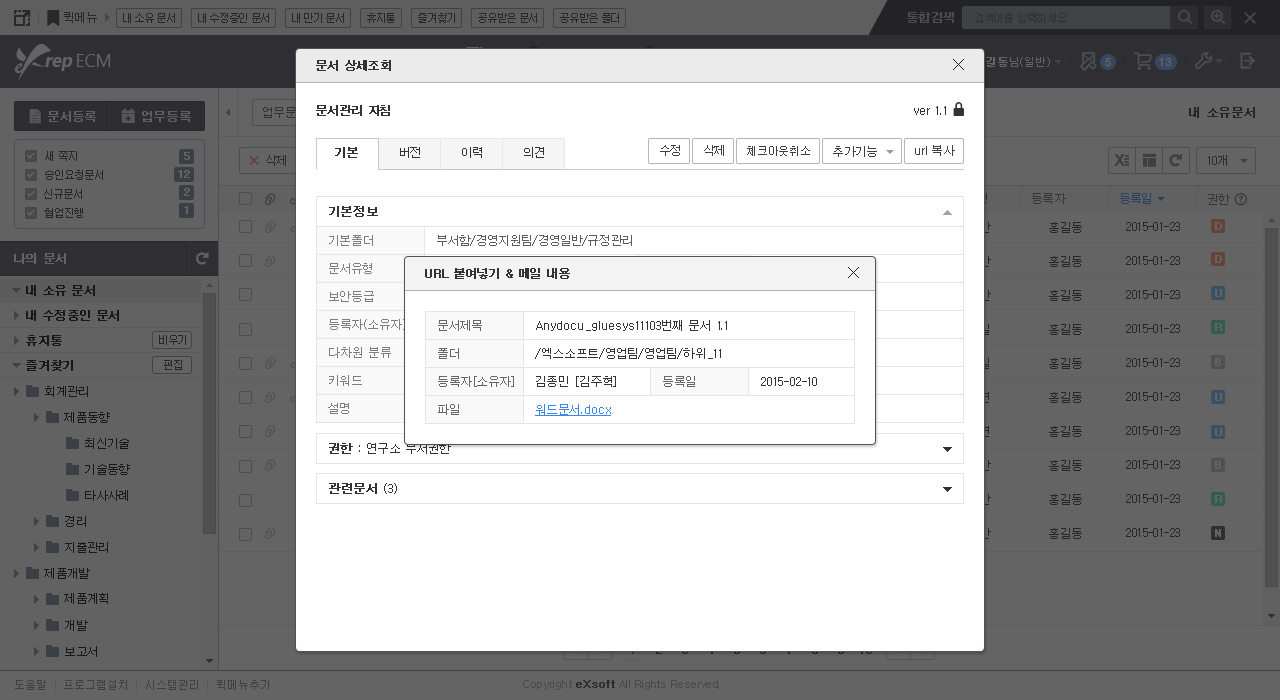 퀵메뉴 내 소유 문서 내 수정중인 문서 내 만기 문서 휴지통 즐겨찾기 공유받은 문서 공유받은 폴더 통합검색 검색어를 입력하세요
Xrep ECM
길동님(일반) 5 13
문서등록 업무등록
새 쪽지 5
승인요청문서 12
신규문서 2
협업진행 1
나의 문서
내 소유 문서
내 수정중인 문서
휴지통 비우기
즐겨찾기 편집
회계관리
제품동향
최신기술
기술동향
타사사례
경리
지출관리
제품개발
제품계획
개발
보고서
업무문
내 소유문서
삭제
10개
등록자 등록일 권한
홍길동 2015-01-23 D
홍길동 2015-01-23 D
홍길동 2015-01-23 U
홍길동 2015-01-23 R
홍길동 2015-01-23 B
홍길동 2015-01-23 U
홍길동 2015-01-23 U
홍길동 2015-01-23 B
홍길동 2015-01-23 R
홍길동 2015-01-23 N
문서 상세조회
문서관리 지침 ver 1.1
기본 버전 이력 의견 수정 삭제 체크아웃취소 추가기능 url 복사
기본정보
기본폴더 부서함/경영지원팀/경영일반/규정관리
문서유형
보안등급
등록자(소유자)
다차원 분류
키워드
설명
권한 : 연구소 부서권한
관련문서 (3)
URL 붙여넣기 & 메일 내용
문서제목 Anydocu_gluesys11103번째 문서 1.1
폴더 /엑스소프트/영업팀/영업팀/하위_11
등록자[소유자] 김종민 [김주혁] 등록일 2015-02-10
파일 워드문서.docx
도움말 프로그램설치 시스템관리 퀵메뉴추가
Copyright eXsoft All Rights Reserved.